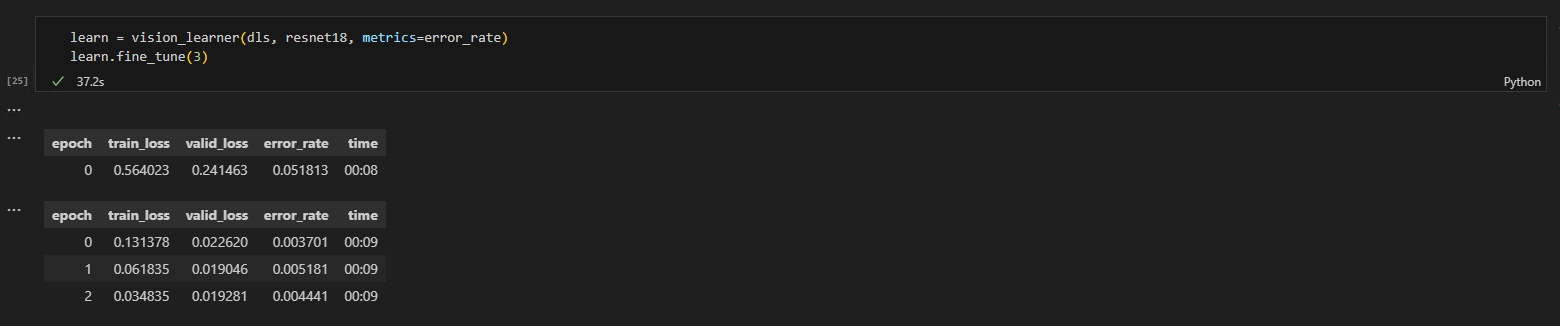 learn = vision_learner(dls, resnet18, metrics=error_rate)
learn.fine_tune(3)
[25] ✓ 37.2s Python
...
...
epoch train_loss valid_loss error_rate time
0 0.564023 0.241463 0.051813 00:08
...
epoch train_loss valid_loss error_rate time
0 0.131378 0.022620 0.003701 00:09
1 0.061835 0.019046 0.005181 00:09
2 0.034835 0.019281 0.004441 00:09